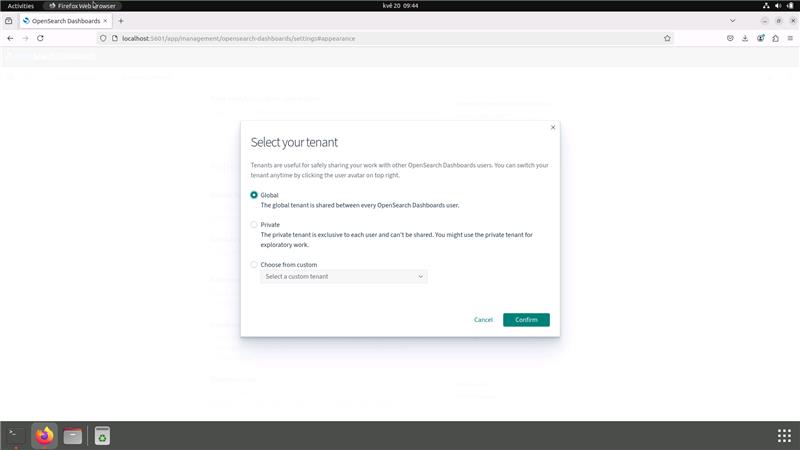 Activities
Firefox Web Browser
kvě 20 09:44
OpenSearch Dashboards
localhost:5601/app/management/opensearch-dashboards/settings#appearance
Select your tenant
Tenants are useful for safely sharing your work with other OpenSearch Dashboards users. You can switch
your tenant anytime by clicking the user avatar on top right.
Global
The global tenant is shared between every OpenSearch Dashboards user.
Private
The private tenant is exclusive to each user and can't be shared. You might use the private tenant for
exploratory work.
Choose from custom
Select a custom tenant
Cancel
Confirm